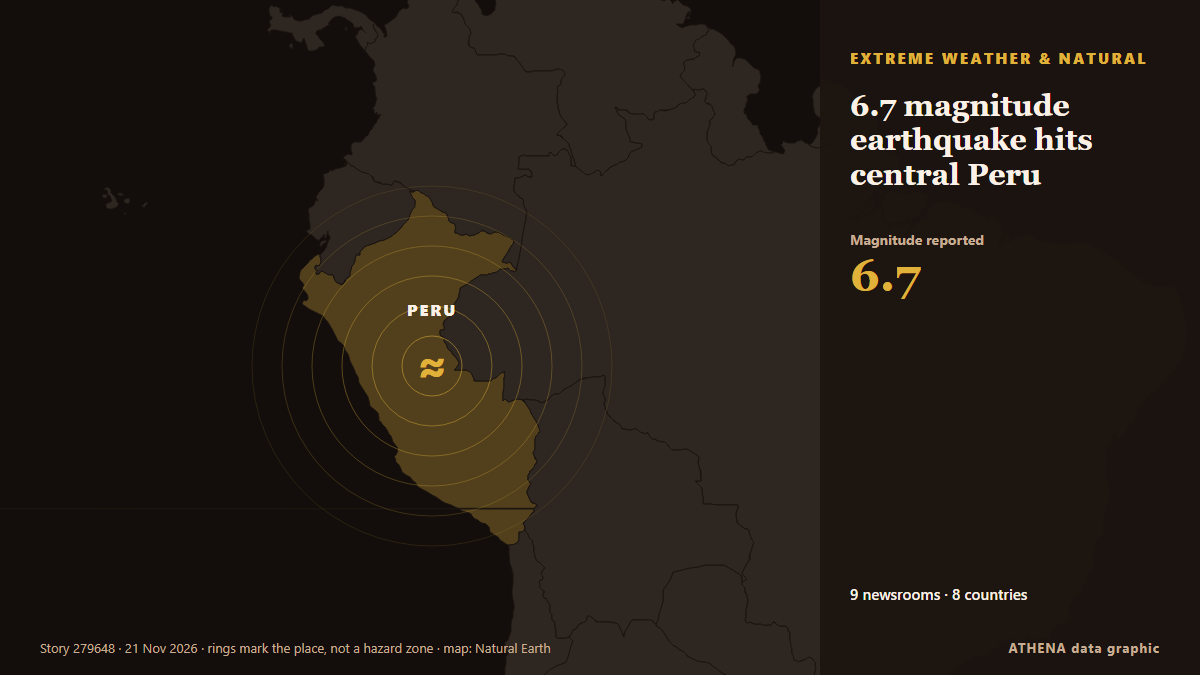 EXTREME WEATHER & NATURAL
6.7 magnitude
earthquake hits
central Peru
Magnitude reported
6.7
PERU
≈
9 newsrooms · 8 countries
Story 279648 · 21 Nov 2026 · rings mark the place, not a hazard zone · map: Natural Earth
ATHENA data graphic